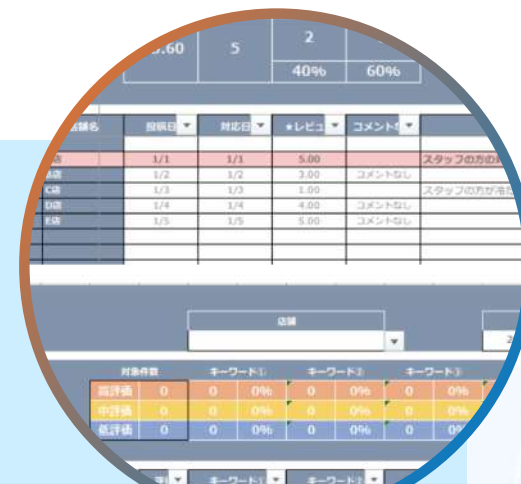 .60 5 2
40% 60%
店舗名 投稿日 対応日 ★レビュ コメント
店 1/1 1/1 5.00 スタッフの方の
B店 1/2 1/2 3.00 コメントなし
C店 1/3 1/3 1.00 スタッフの方が冷た
D店 1/4 1/4 4.00 コメントなし
E店 1/5 1/5 5.00 コメントなし
店舗
2
対象件数 キーワード① キーワード② キーワード③
高評価 0 0 0% 0 0% 0 0%
中評価 0 0 0% 0 0% 0 0%
低評価 0 0 0% 0 0% 0 0%
キーワード① キーワード②